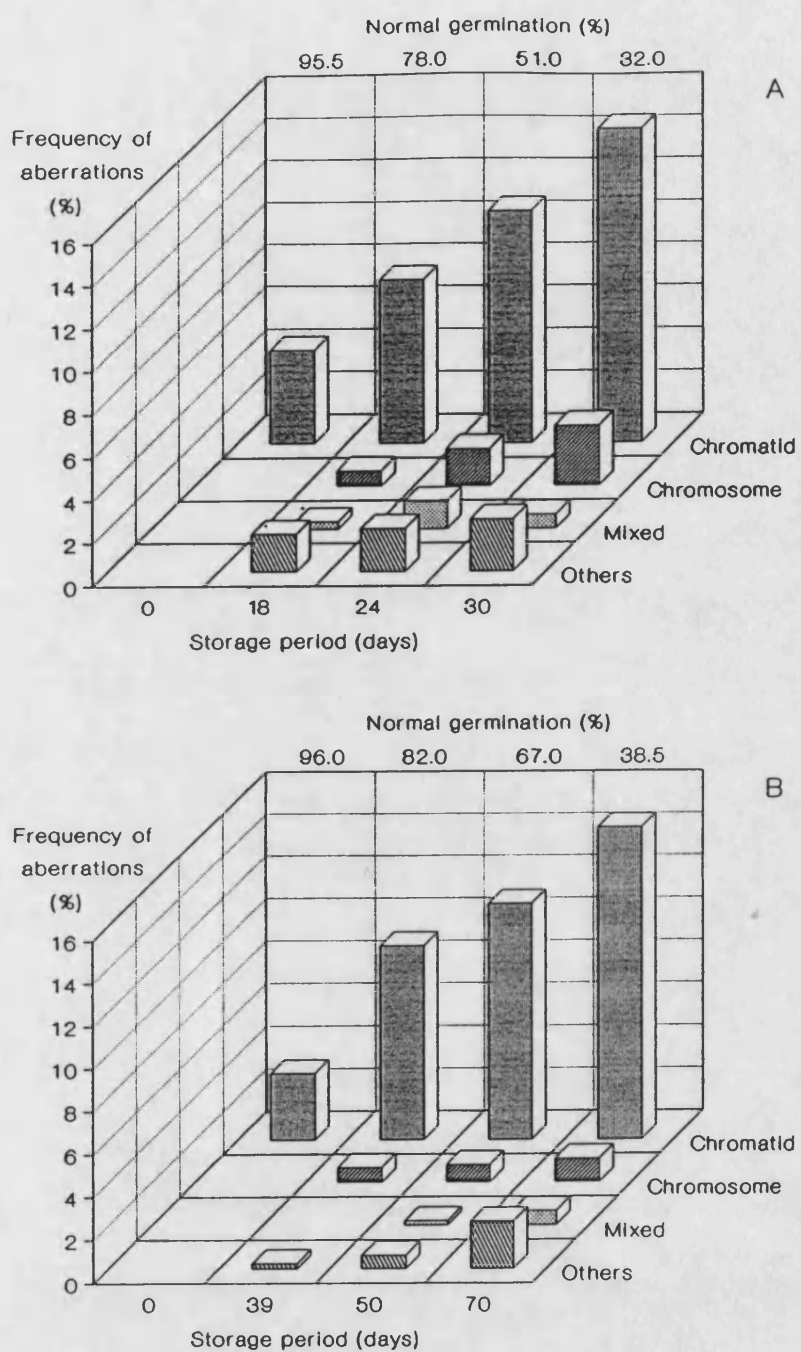 Normal germination (%)
95.5 78.0 51.0 32.0
A
Frequency of
aberrations
(%)
16
14
12
10
8
6
4
2
0
Chromatid
Chromosome
Mixed
Others
0 18 24 30
Storage period (days)
Normal germination (%)
96.0 82.0 67.0 38.5
B
Frequency of
aberrations
(%)
16
14
12
10
8
6
4
2
0
Chromatid
Chromosome
Mixed
Others
0 39 50 70
Storage period (days)